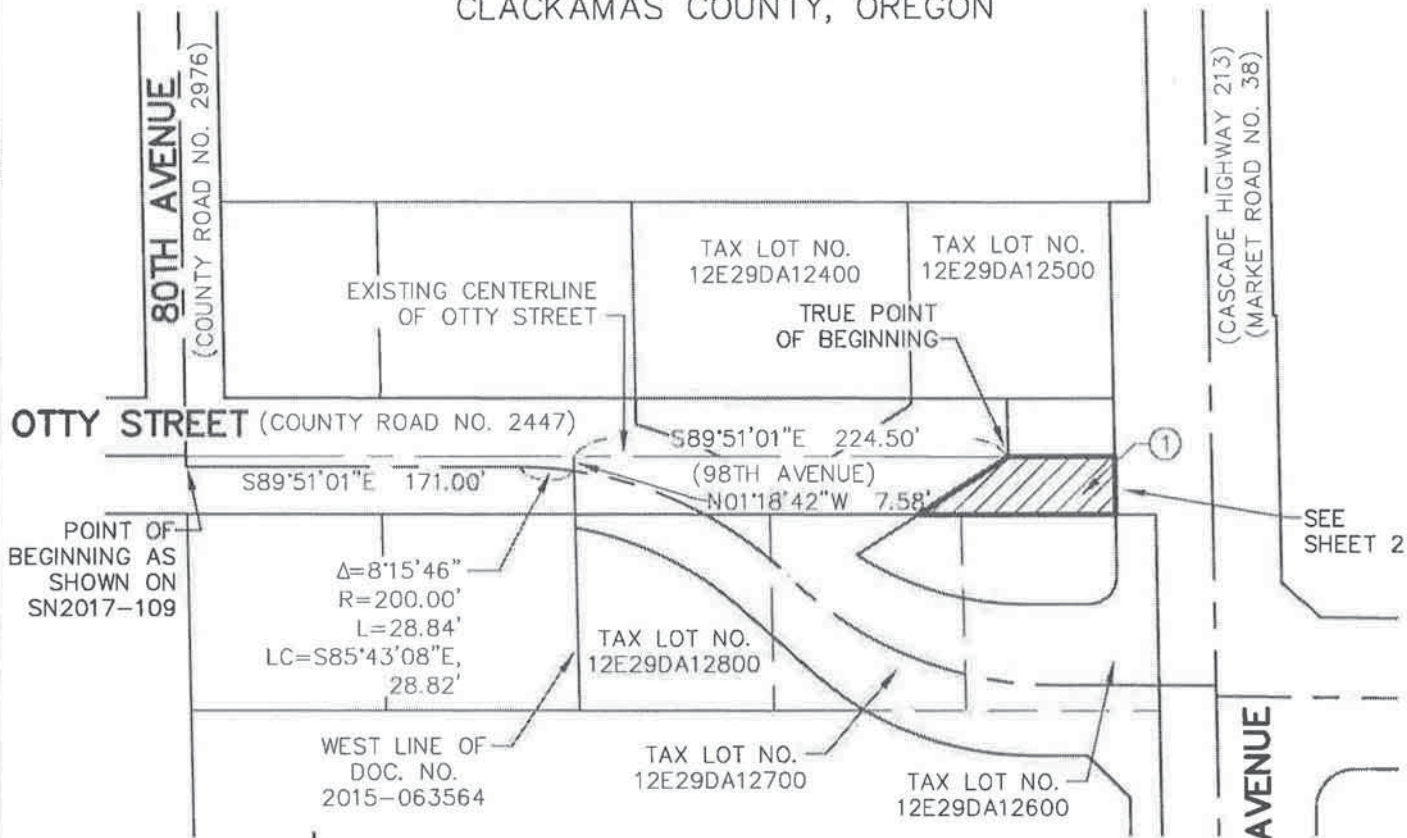 CLACKAMAS COUNTY, OREGON
80TH AVENUE
(COUNTY ROAD NO. 2976)
(CASCADE HIGHWAY 213)
(MARKET ROAD NO. 38)
TAX LOT NO.
12E29DA12400
TAX LOT NO.
12E29DA12500
EXISTING CENTERLINE
OF OTTY STREET
TRUE POINT
OF BEGINNING
OTTY STREET (COUNTY ROAD NO. 2447)
S89°51'01"E 224.50'
1
S89°51'01"E 171.00'
(98TH AVENUE)
N01°18'42"W 7.58'
POINT OF
BEGINNING AS
SHOWN ON
SN2017-109
SEE
SHEET 2
Δ=8°15'46"
R=200.00'
L=28.84'
LC=S85°43'08"E,
28.82'
TAX LOT NO.
12E29DA12800
WEST LINE OF
DOC. NO.
2015-063564
TAX LOT NO.
12E29DA12700
TAX LOT NO.
12E29DA12600
AVENUE